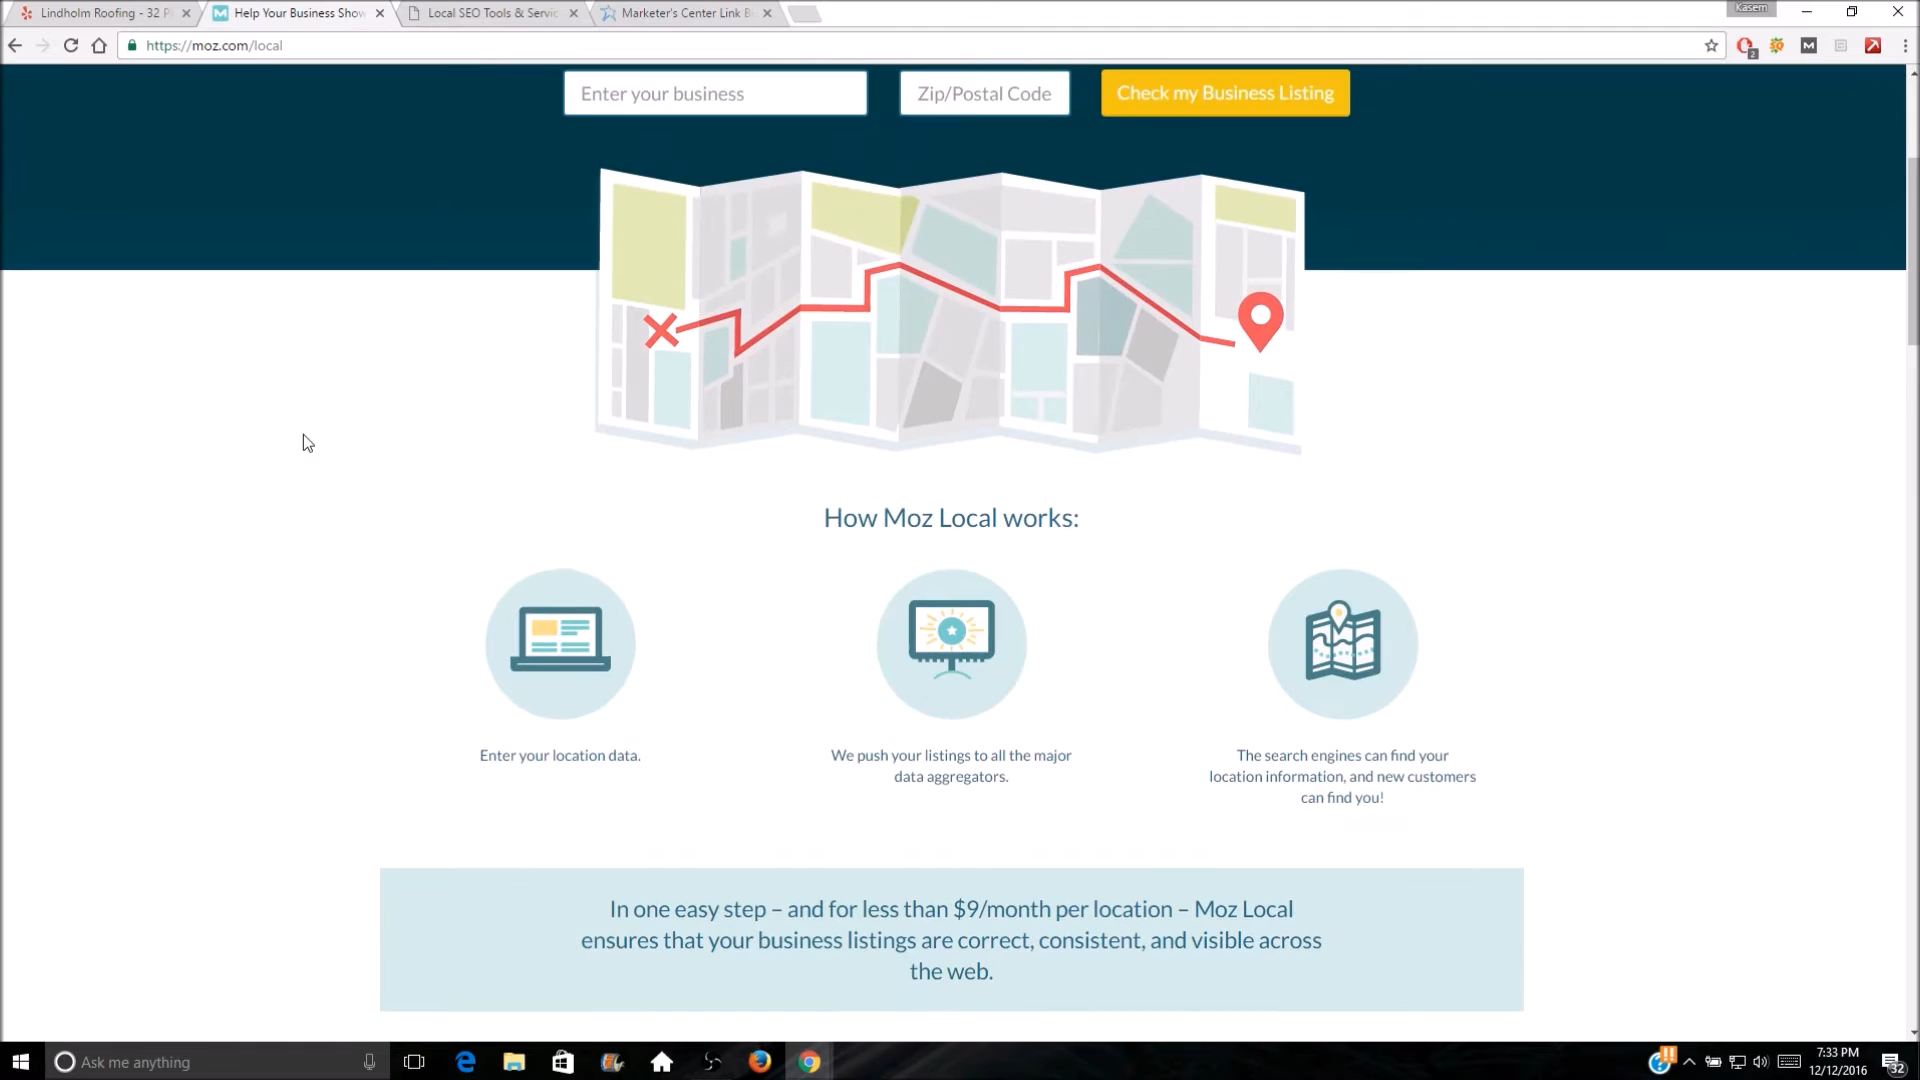 Lindholm Roofing - 32 P
Help Your Business Show
Local SEO Tools & Servic
Marketer's Center Link B
Kasem
https://moz.com/local
2
Enter your business
Zip/Postal Code
Check my Business Listing
How Moz Local works:
Enter your location data.
We push your listings to all the major
data aggregators.
The search engines can find your
location information, and new customers
can find you!
In one easy step – and for less than $9/month per location – Moz Local
ensures that your business listings are correct, consistent, and visible across
the web.
Ask me anything
7:33 PM
12/12/2016
32